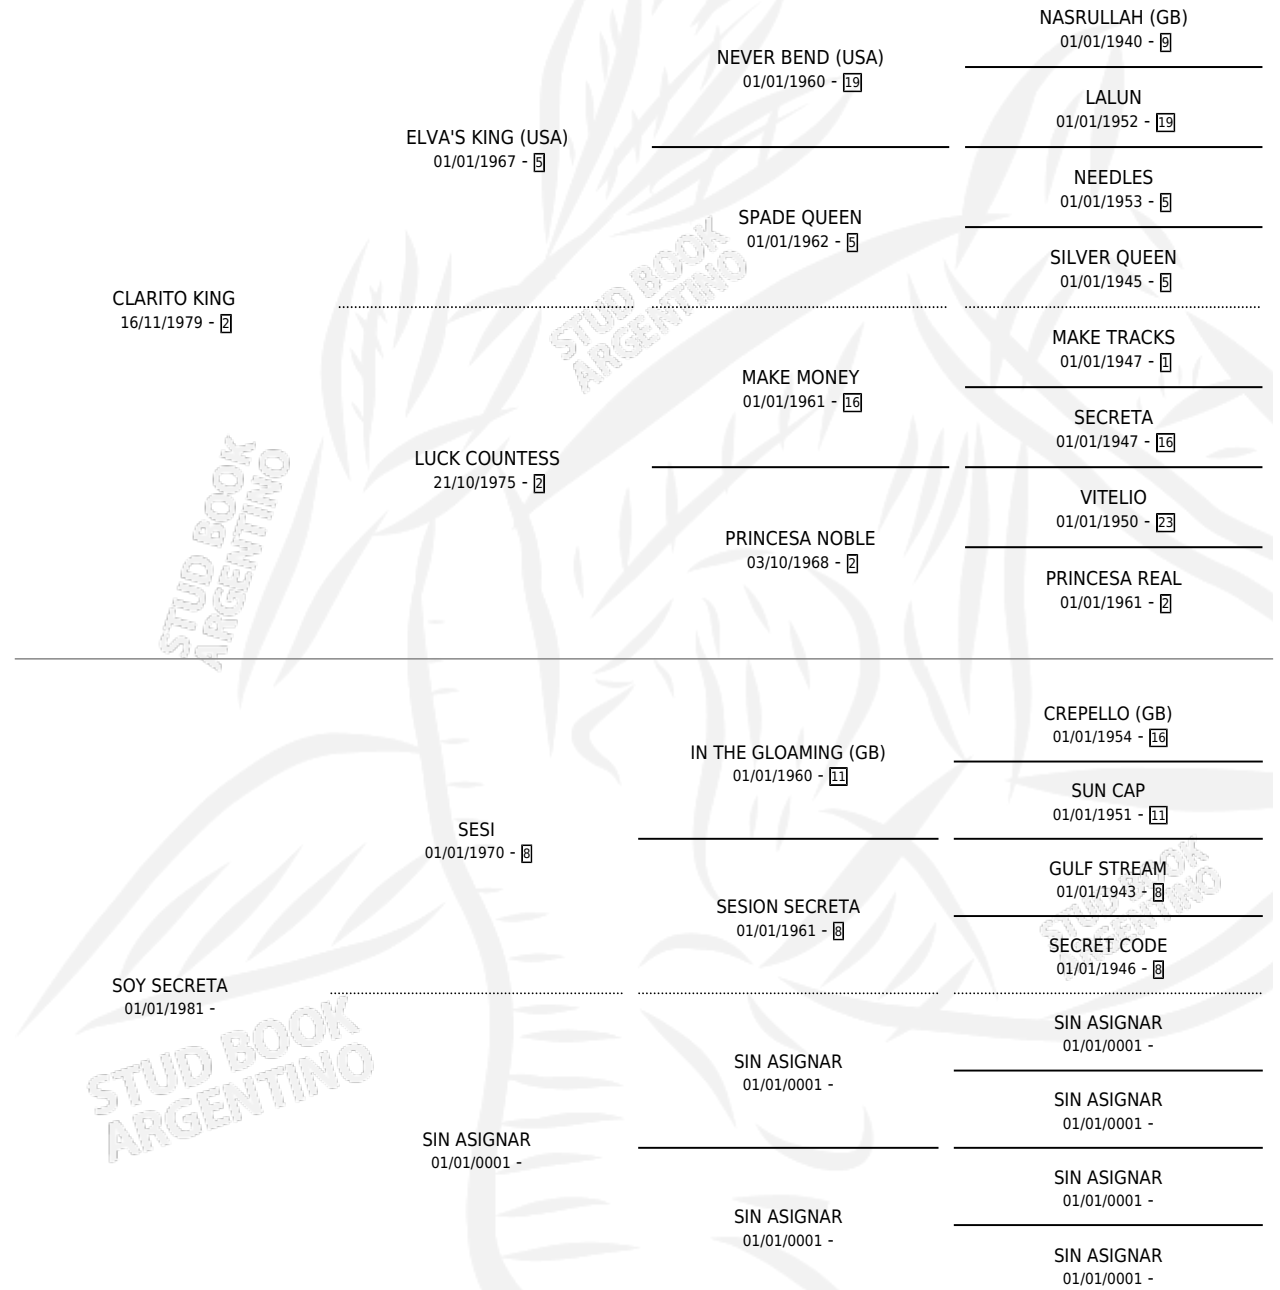 NASRULLAH (GB)
01/01/1940 - 9
NEVER BEND (USA)
01/01/1960 - 19
LALUN
01/01/1952 - 19
ELVA'S KING (USA)
01/01/1967 - 5
NEEDLES
01/01/1953 - 5
SPADE QUEEN
01/01/1962 - 5
SILVER QUEEN
01/01/1945 - 5
CLARITO KING
16/11/1979 - 2
MAKE TRACKS
01/01/1947 - 1
MAKE MONEY
01/01/1961 - 16
SECRETA
01/01/1947 - 16
LUCK COUNTESS
21/10/1975 - 2
VITELIO
01/01/1950 - 23
PRINCESA NOBLE
03/10/1968 - 2
PRINCESA REAL
01/01/1961 - 2
CREPELLO (GB)
01/01/1954 - 16
IN THE GLOAMING (GB)
01/01/1960 - 11
SUN CAP
01/01/1951 - 11
SESI
01/01/1970 - 8
GULF STREAM
01/01/1943 - 8
SESION SECRETA
01/01/1961 - 8
SECRET CODE
01/01/1946 - 8
SOY SECRETA
01/01/1981 -
SIN ASIGNAR
01/01/0001 -
SIN ASIGNAR
01/01/0001 -
SIN ASIGNAR
01/01/0001 -
SIN ASIGNAR
01/01/0001 -
SIN ASIGNAR
01/01/0001 -
SIN ASIGNAR
01/01/0001 -
SIN ASIGNAR
01/01/0001 -
STUD BOOK
ARGENTINO
STUD BOOK
ARGENTINO
STUD BOOK
ARGENTINO
STUD BOOK
ARGENTINO